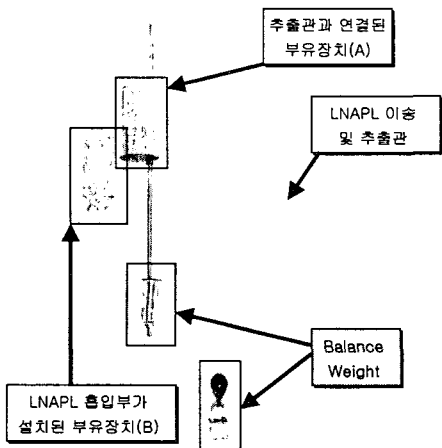 추출관과 연결된
부유장치(A)
LNAPL 이송
및 추출관
Balance
Weight
LNAPL 흡입부가
설치된 부유장치(B)